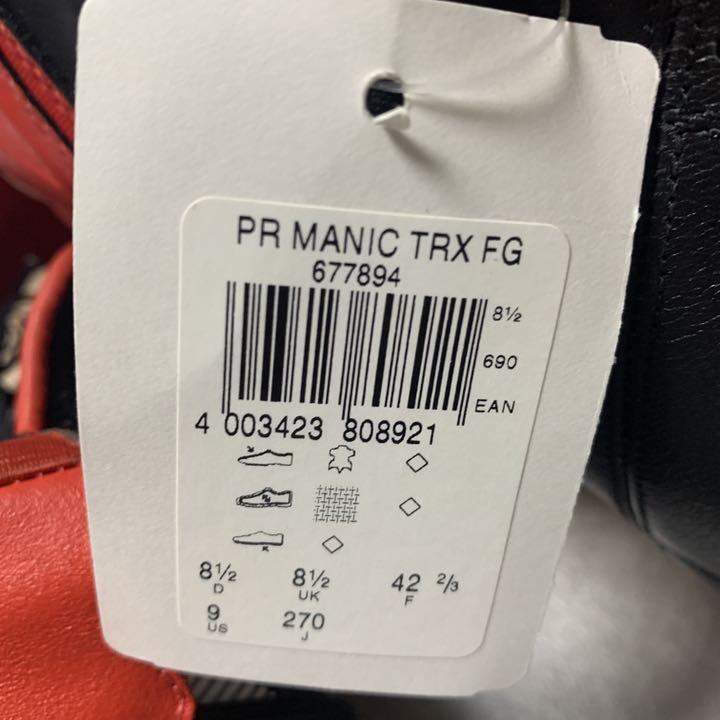 PR MANIC TRX FG
677894
8½
690
EAN
4 003423 808921
8½ 8½ 42 ⅔
D UK F
9 270
US J